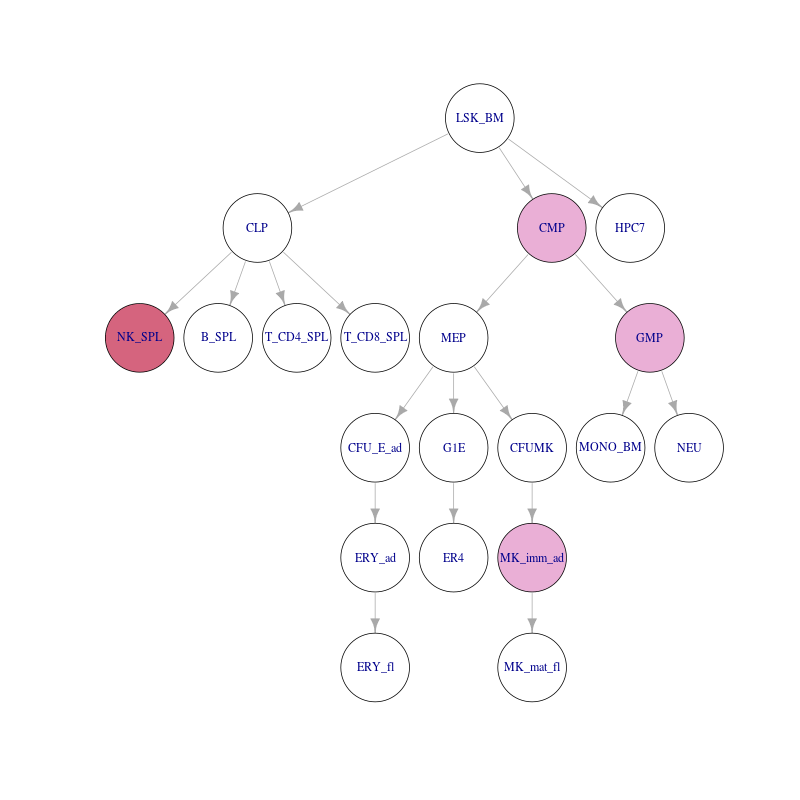 LSK_BM
CLP
CMP
HPC7
NK_SPL
B_SPL
T_CD4_SPL
T_CD8_SPL
MEP
GMP
CFU_E_ad
G1E
CFUMK
MONO_BM
NEU
ERY_ad
ER4
MK_imm_ad
ERY_fl
MK_mat_fl